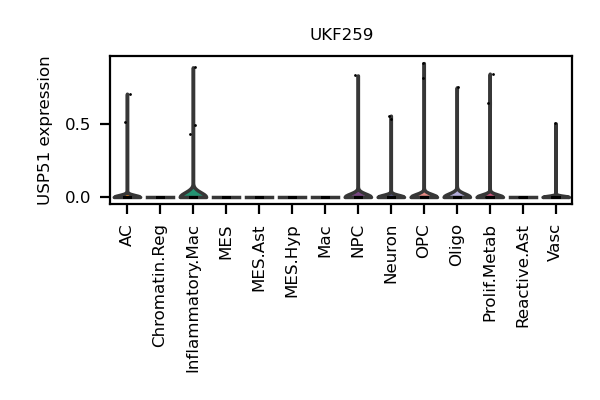 UKF259
USP51 expression
0.5
0.0
AC
Chromatin.Reg
Inflammatory.Mac
MES
MES.Ast
MES.Hyp
Mac
NPC
Neuron
OPC
Oligo
Prolif.Metab
Reactive.Ast
Vasc